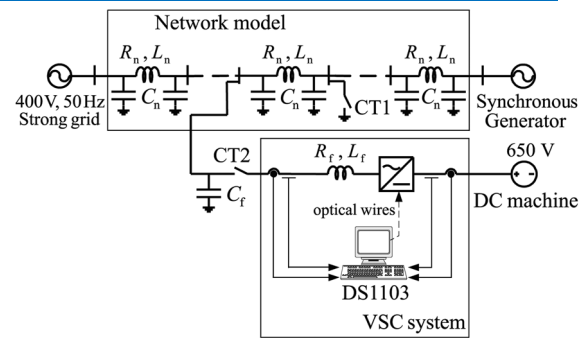 Network model
Rn , Ln
Rn , Ln
Rn , Ln
Cn
Cn
Cn
CT1
400V, 50Hz
Strong grid
Synchronous
Generator
CT2
Rf , Lf
650 V
Cf
DC machine
optical wires
DS1103
VSC system